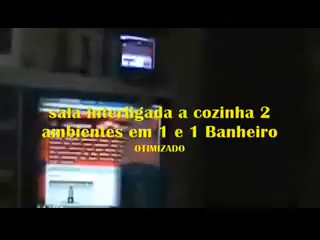 sala interligada a cozinha 2
ambientes em 1 e 1 Banheiro
OTIMIZADO